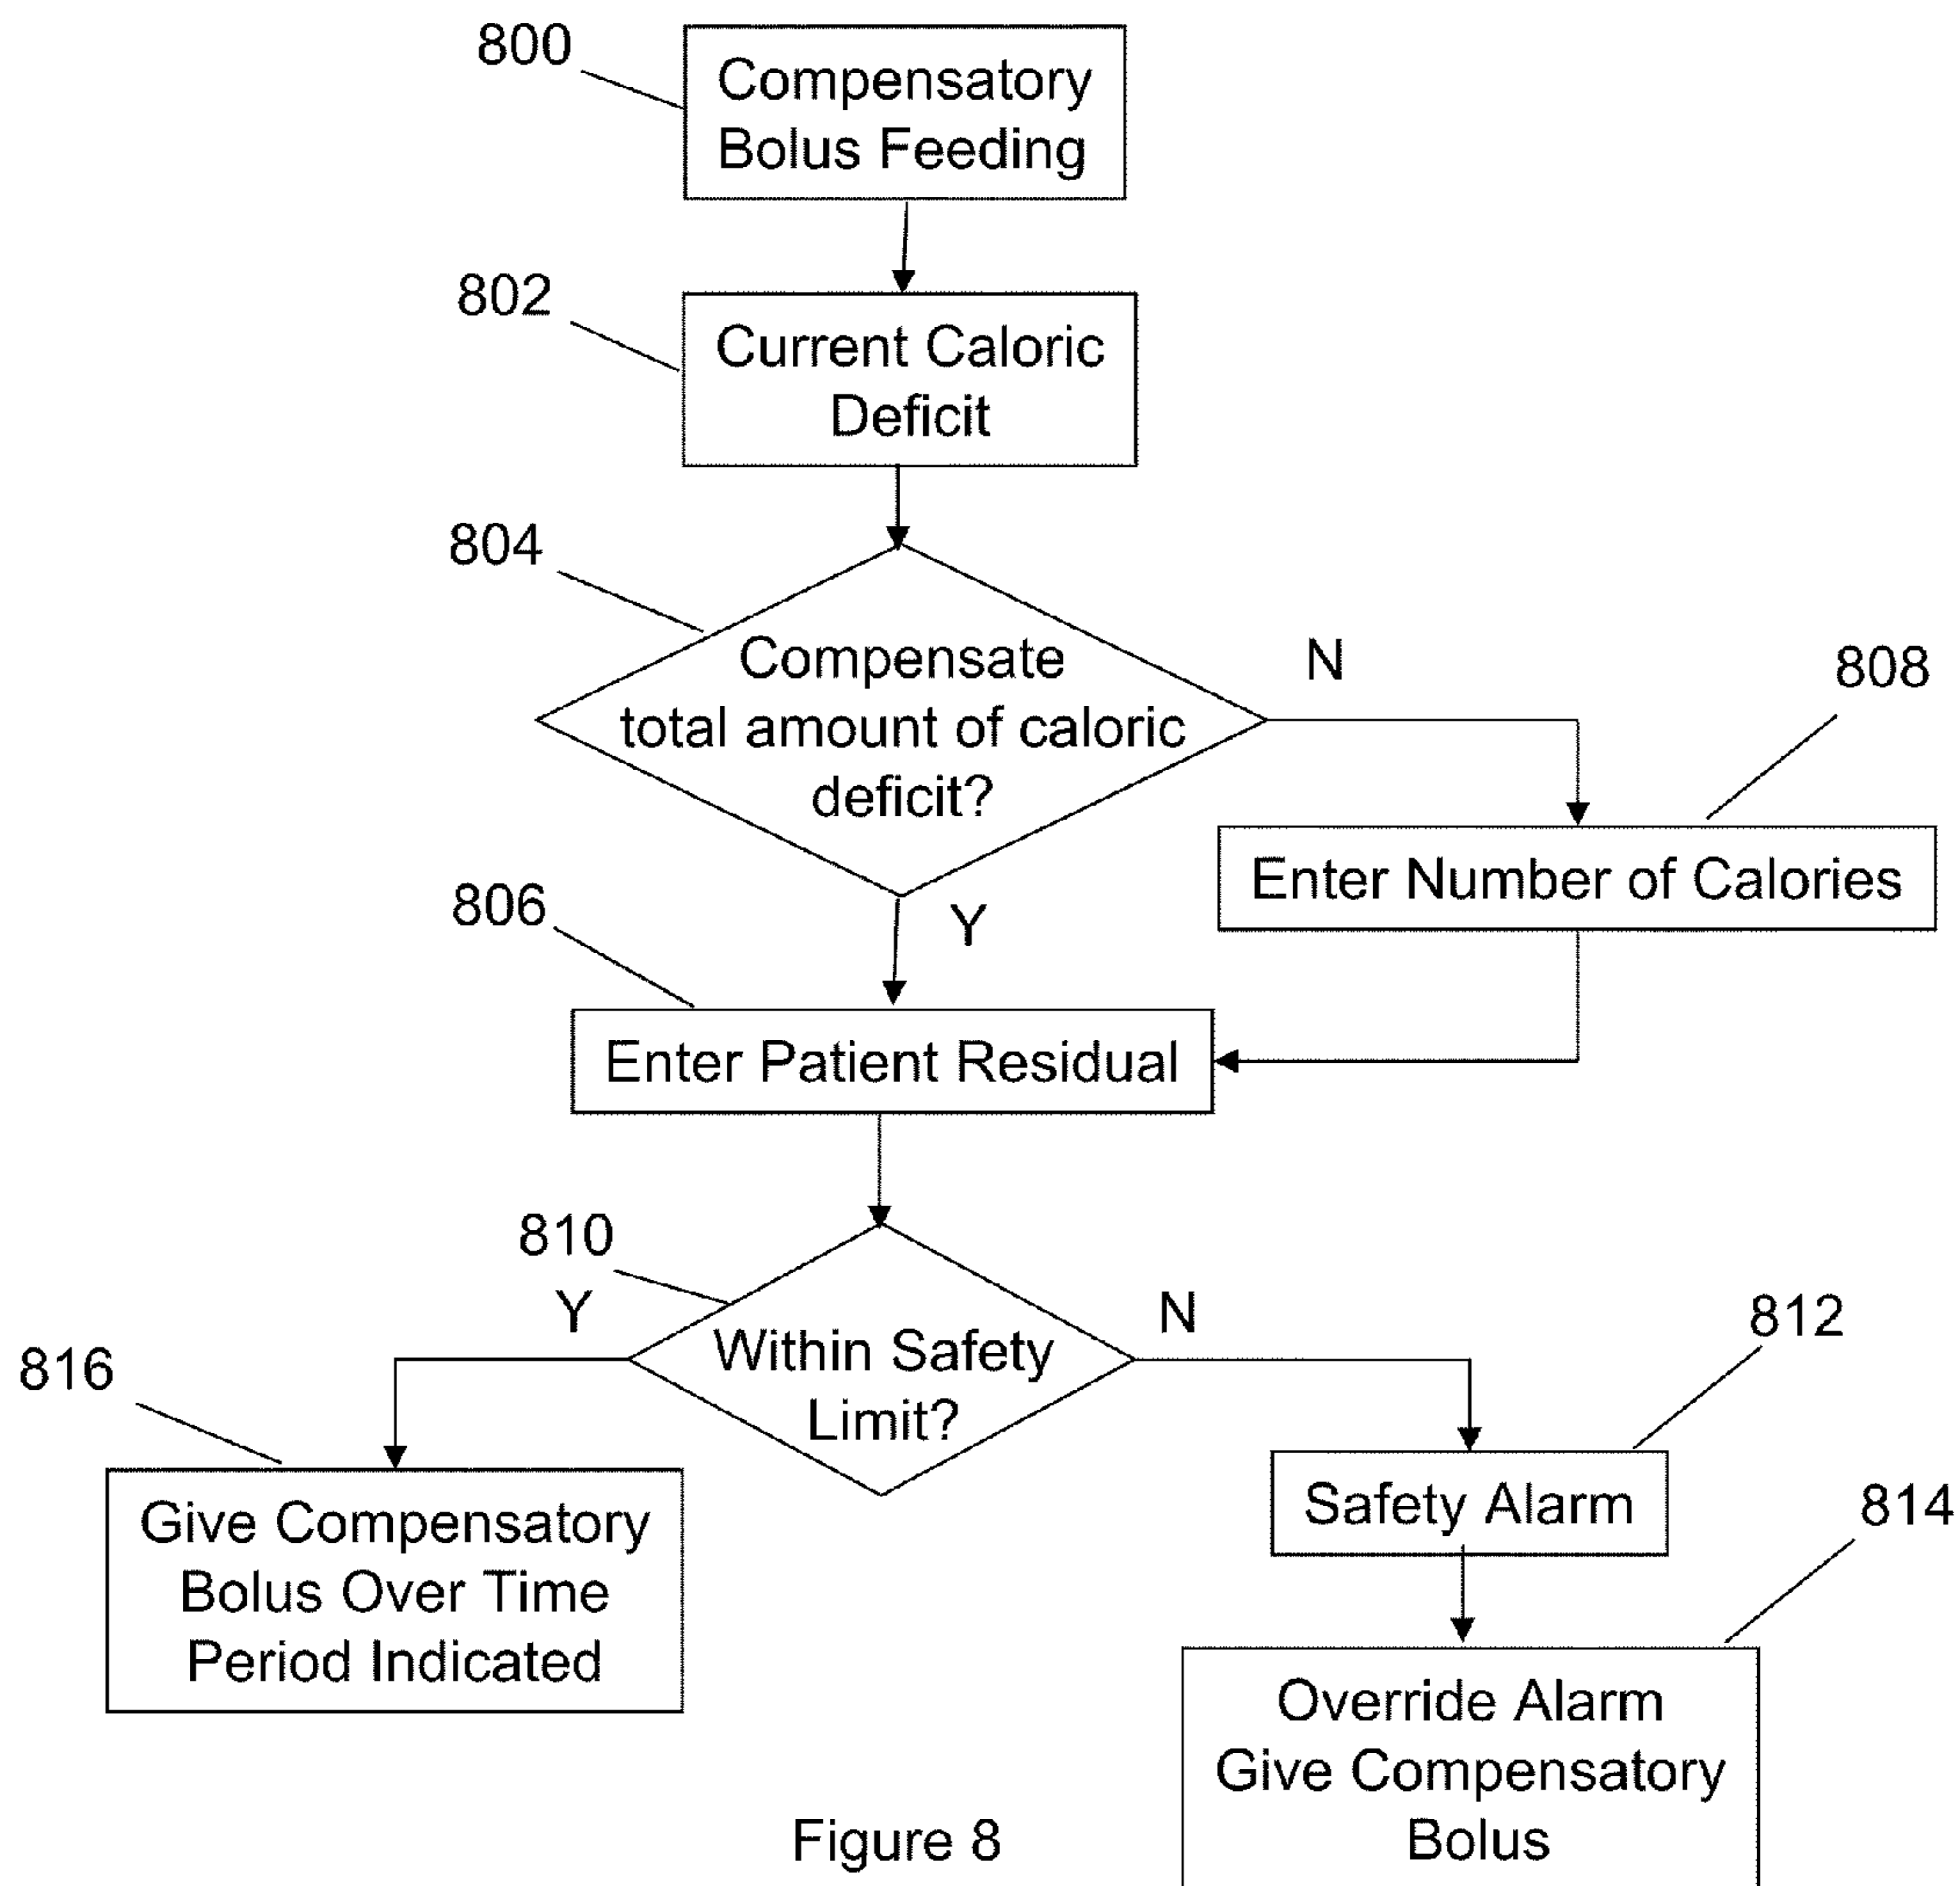 800
Compensatory
Bolus Feeding
802
Current Caloric
Deficit
804
Compensate
total amount of caloric
deficit?
N
808
Enter Number of Calories
Y
806
Enter Patient Residual
810
Within Safety
Limit?
Y
N
816
Give Compensatory
Bolus Over Time
Period Indicated
812
Safety Alarm
814
Override Alarm
Give Compensatory
Bolus
Figure 8